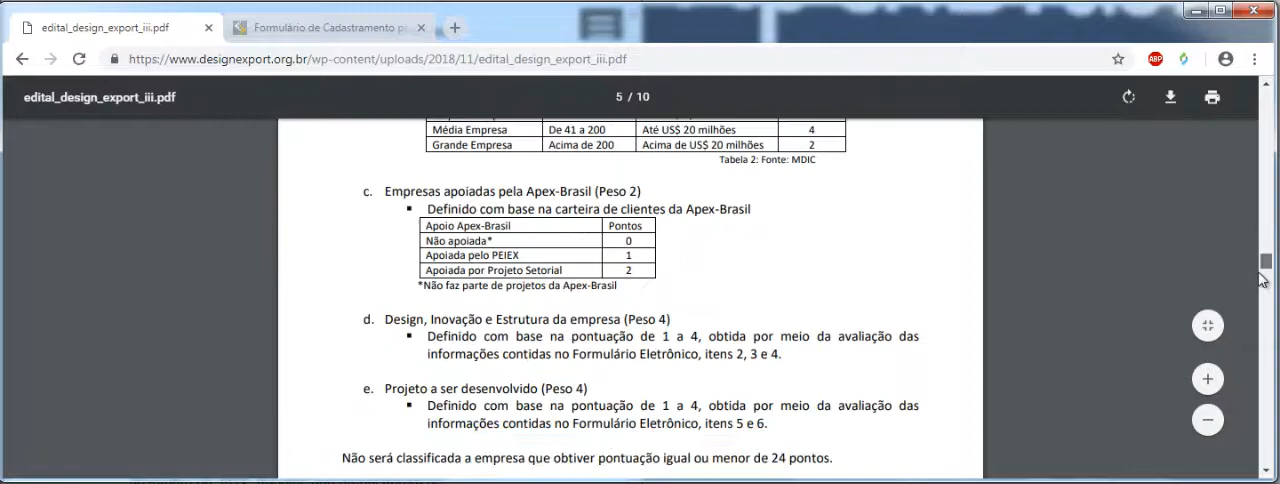 edital_design_export_iii.pdf
Formulário de Cadastramento p
https://www.designexport.org.br/wp-content/uploads/2018/11/edital_design_export_iii.pdf
ABP
edital_design_export_iii.pdf 5 / 10
Média Empresa De 41 a 200 Até US$ 20 milhões 4
Grande Empresa Acima de 200 Acima de US$ 20 milhões 2
Tabela 2: Fonte: MDIC
c. Empresas apoiadas pela Apex-Brasil (Peso 2)
▪ Definido com base na carteira de clientes da Apex-Brasil
Apoio Apex-Brasil Pontos
Não apoiada* 0
Apoiada pelo PEIEX 1
Apoiada por Projeto Setorial 2
*Não faz parte de projetos da Apex-Brasil
d. Design, Inovação e Estrutura da empresa (Peso 4)
▪ Definido com base na pontuação de 1 a 4, obtida por meio da avaliação das
informações contidas no Formulário Eletrônico, itens 2, 3 e 4.
e. Projeto a ser desenvolvido (Peso 4)
▪ Definido com base na pontuação de 1 a 4, obtida por meio da avaliação das
informações contidas no Formulário Eletrônico, itens 5 e 6.
Não será classificada a empresa que obtiver pontuação igual ou menor de 24 pontos.